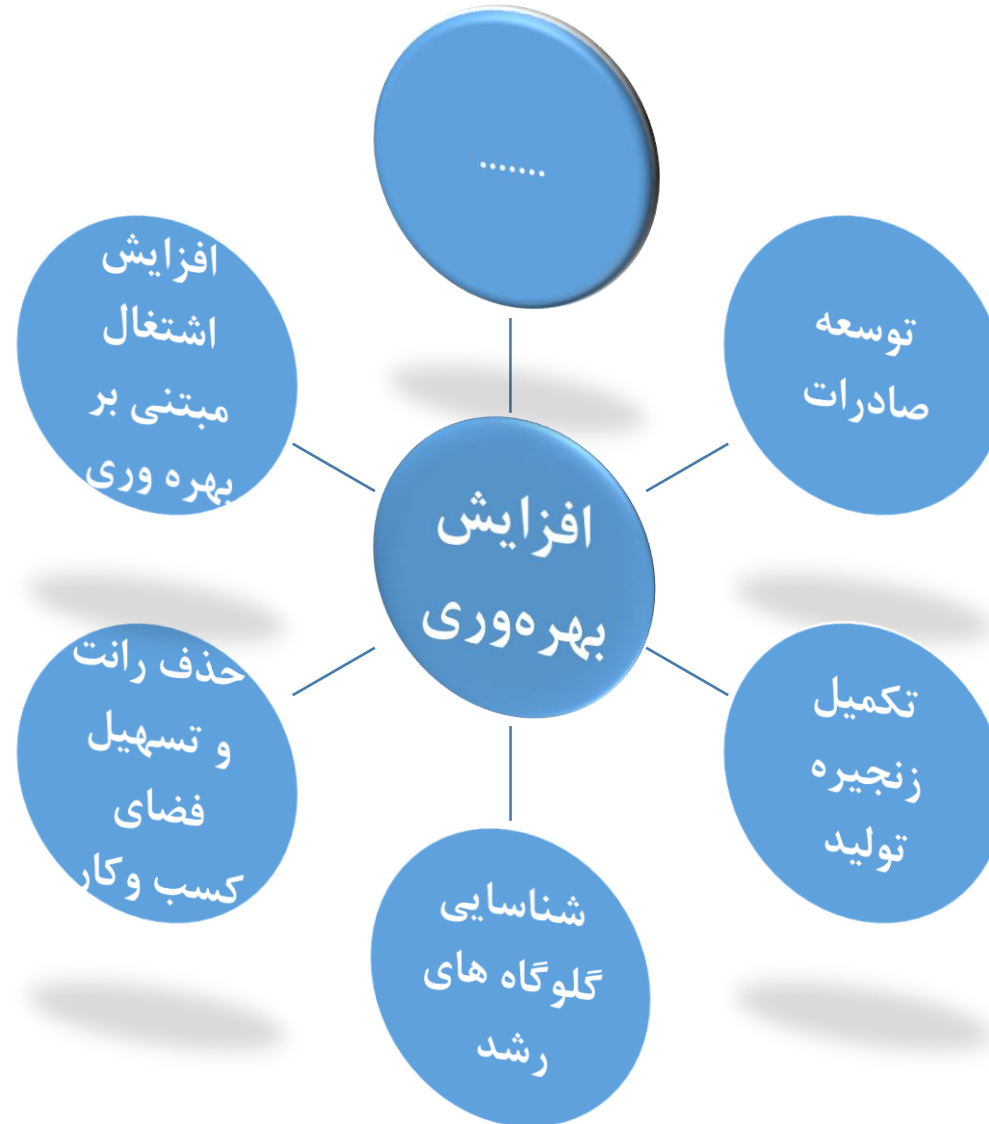 .......
توسعه
صادرات
تکمیل
زنجیره
تولید
شناسایی
گلوگاه های
رشد
حذف رانت
و تسهیل
فضای
کسب وکار
افزایش
اشتغال
مبتنی بر
بهره وری
افزایش
بهره‌وری